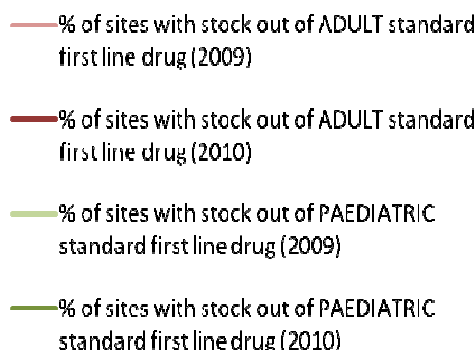 % of sites with stock out of ADULT standard
first line drug (2009)
% of sites with stock out of ADULT standard
first line drug (2010)
% of sites with stock out of PAEDIATRIC
standard first line drug (2009)
% of sites with stock out of PAEDIATRIC
standard first line drug (2010)